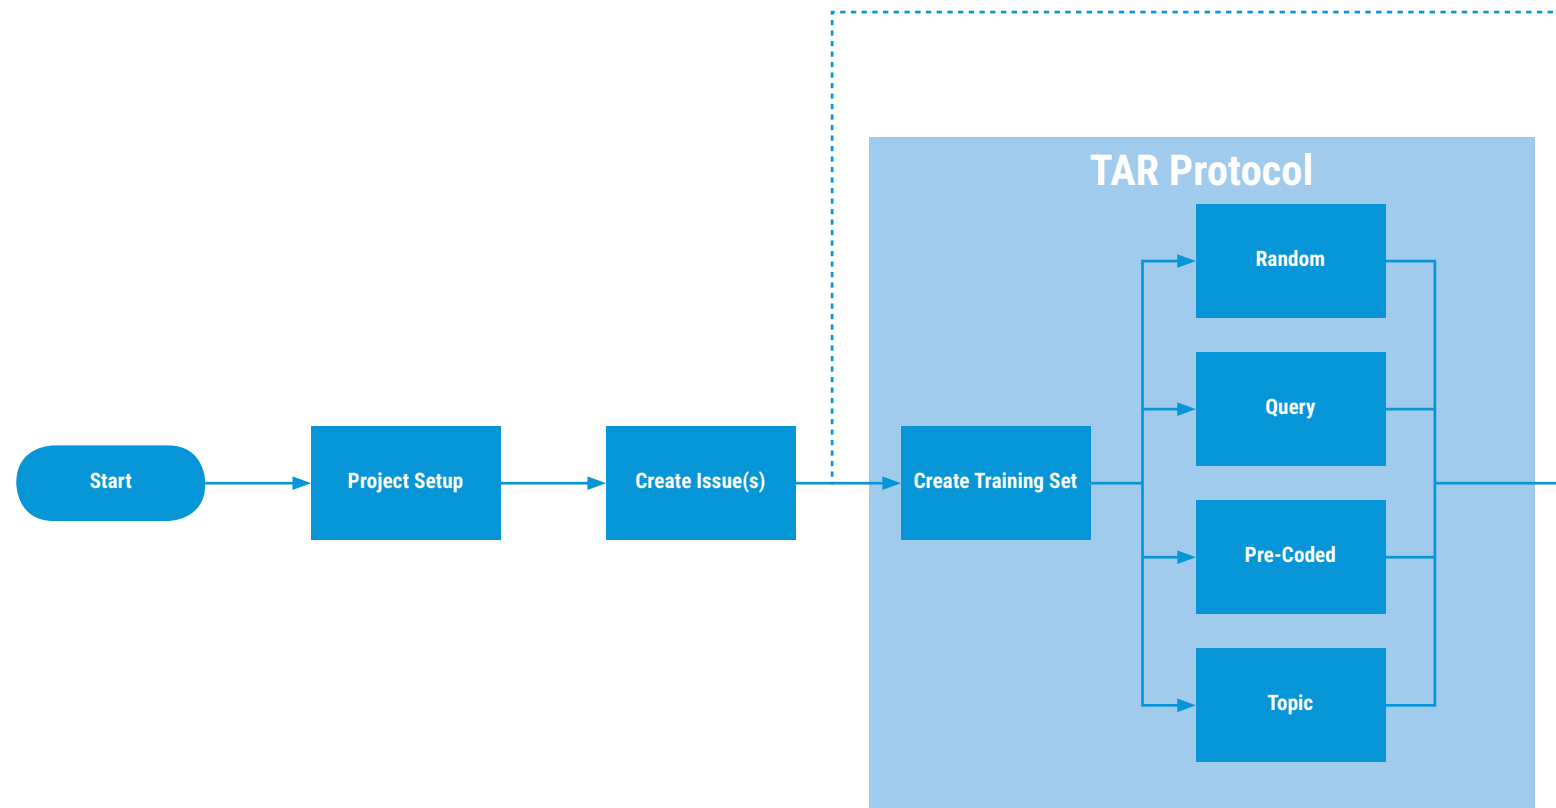 TAR Protocol
Start
Project Setup
Create Issue(s)
Create Training Set
Random
Query
Pre-Coded
Topic